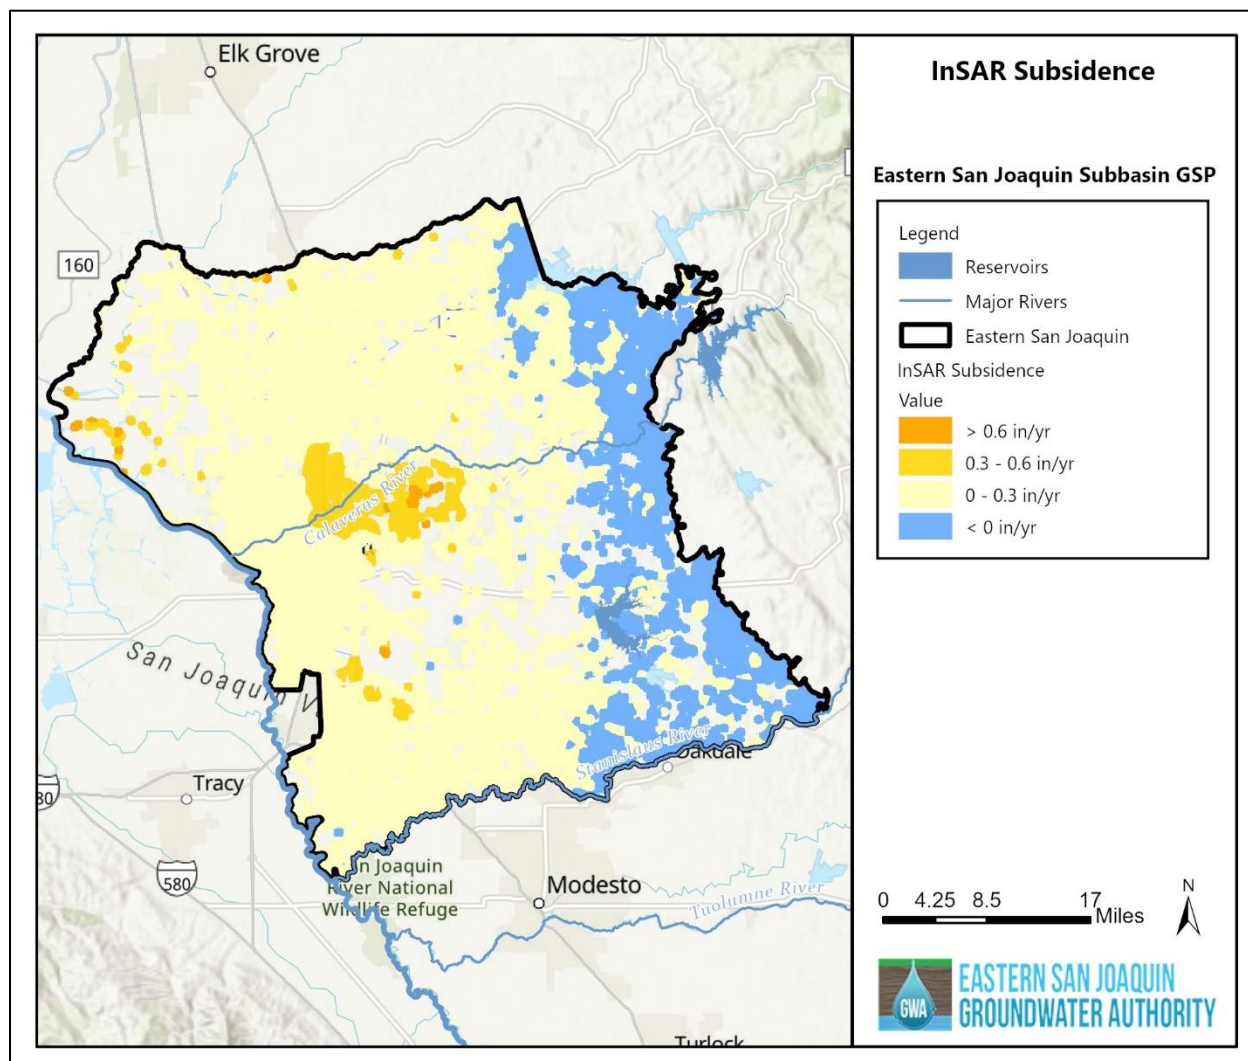 Elk Grove
160
Calaveras River
San Joaquin V
Stanislaus River
Oakdale
Tracy
80
580
n Joaquin
River National
Wildlife Refuge
Modesto
Tuolumne River
Turlock
InSAR Subsidence
Eastern San Joaquin Subbasin GSP
Legend
Reservoirs
Major Rivers
Eastern San Joaquin
InSAR Subsidence
Value
> 0.6 in/yr
0.3 - 0.6 in/yr
0 - 0.3 in/yr
< 0 in/yr
N
0 4.25 8.5 17
Miles
GWA
EASTERN SAN JOAQUIN
GROUNDWATER AUTHORITY